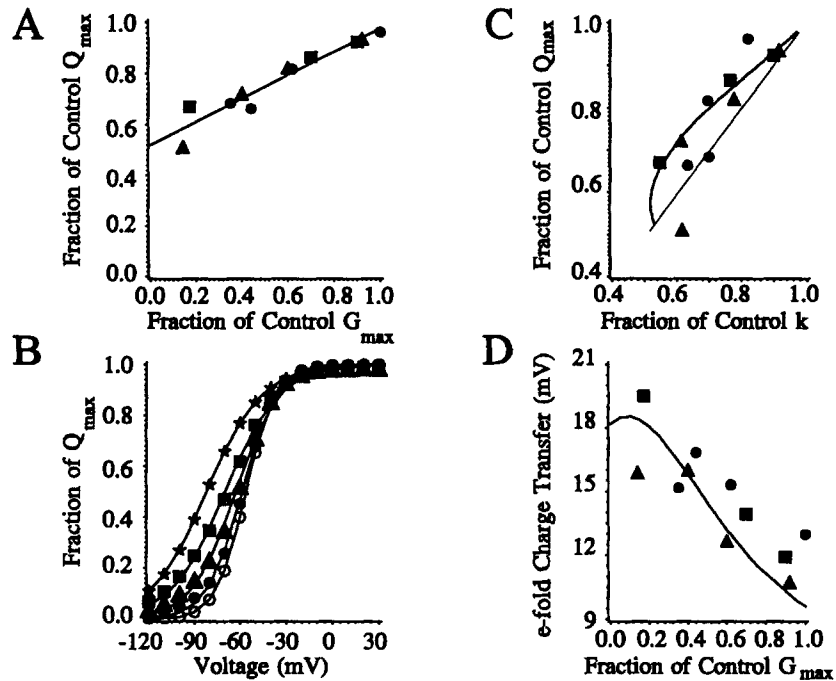 A
Fraction of Control Qmax
1.0
0.8
0.6
0.4
0.2
0.0
0.0 0.2 0.4 0.6 0.8 1.0
Fraction of Control Gmax
B
Fraction of Qmax
1.0
0.8
0.6
0.4
0.2
0.0
-120 -90 -60 -30 0 30
Voltage (mV)
C
Fraction of Control Qmax
1.0
0.8
0.6
0.4
0.4 0.6 0.8 1.0
Fraction of Control k
D
e-fold Charge Transfer (mV)
21
18
15
12
9
0.0 0.2 0.4 0.6 0.8 1.0
Fraction of Control Gmax